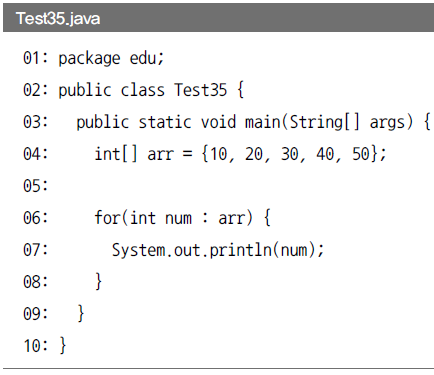 Test35.java
01: package edu;
02: public class Test35 {
03:   public static void main(String[] args) {
04:     int[] arr = {10, 20, 30, 40, 50};
05:
06:     for(int num : arr) {
07:       System.out.println(num);
08:     }
09:   }
10: }